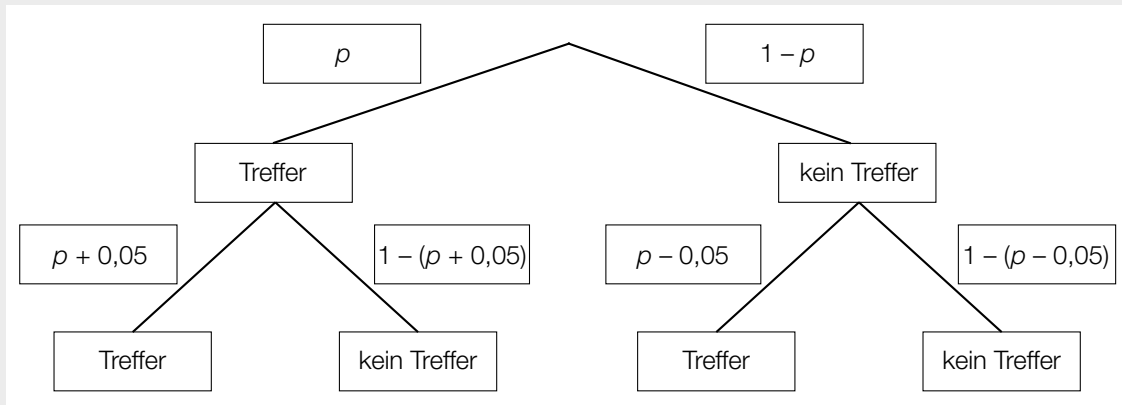 p
1 – p
Treffer
kein Treffer
p + 0,05
1 – (p + 0,05)
p – 0,05
1 – (p – 0,05)
Treffer
kein Treffer
Treffer
kein Treffer